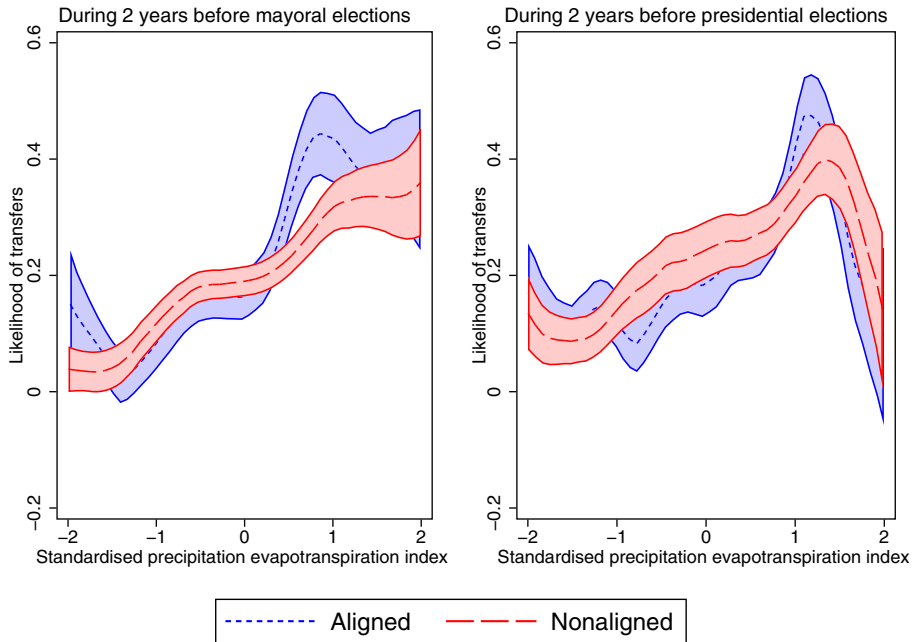 During 2 years before mayoral elections
Likelihood of transfers
0.6
0.4
0.2
0
−0.2
−2 −1 0 1 2
Standardised precipitation evapotranspiration index
During 2 years before presidential elections
Likelihood of transfers
0.6
0.4
0.2
0
−0.2
−2 −1 0 1 2
Standardised precipitation evapotranspiration index
Aligned Nonaligned